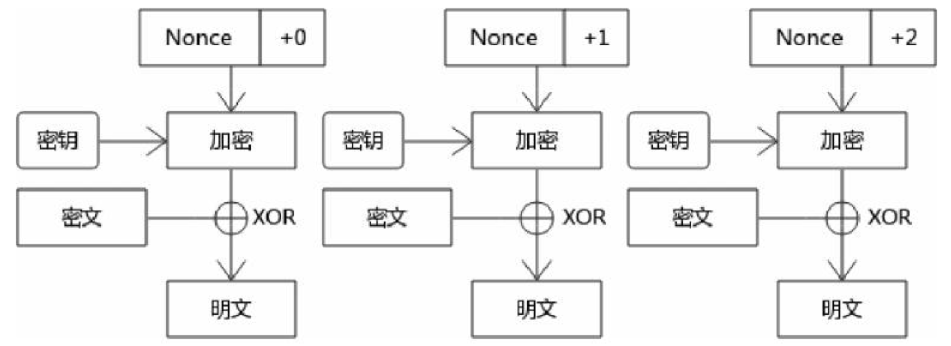 Nonce +0 Nonce +1 Nonce +2
密钥 加密 密钥 加密 密钥 加密
密文 XOR 密文 XOR 密文 XOR
明文 明文 明文